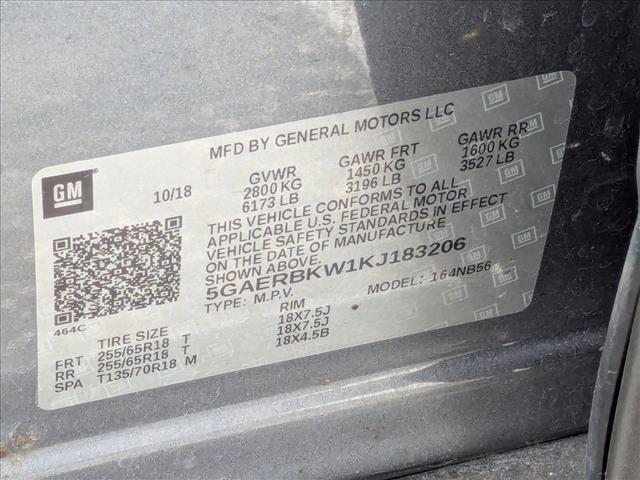 MFD BY GENERAL MOTORS LLC
GM
10/18
GVWR GAWR FRT GAWR RR
2800 KG 1450 KG 1600 KG
6173 LB 3196 LB 3527 LB
THIS VEHICLE CONFORMS TO ALL
APPLICABLE U.S. FEDERAL MOTOR
VEHICLE SAFETY STANDARDS IN EFFECT
ON THE DATE OF MANUFACTURE
SHOWN ABOVE.
5GAERBKW1KJ183206
TYPE: M.P.V. MODEL: 164NB56
464C
TIRE SIZE RIM
FRT 255/65R18 T 18X7.5J
RR 255/65R18 T 18X7.5J
SPA T135/70R18 M 18X4.5B